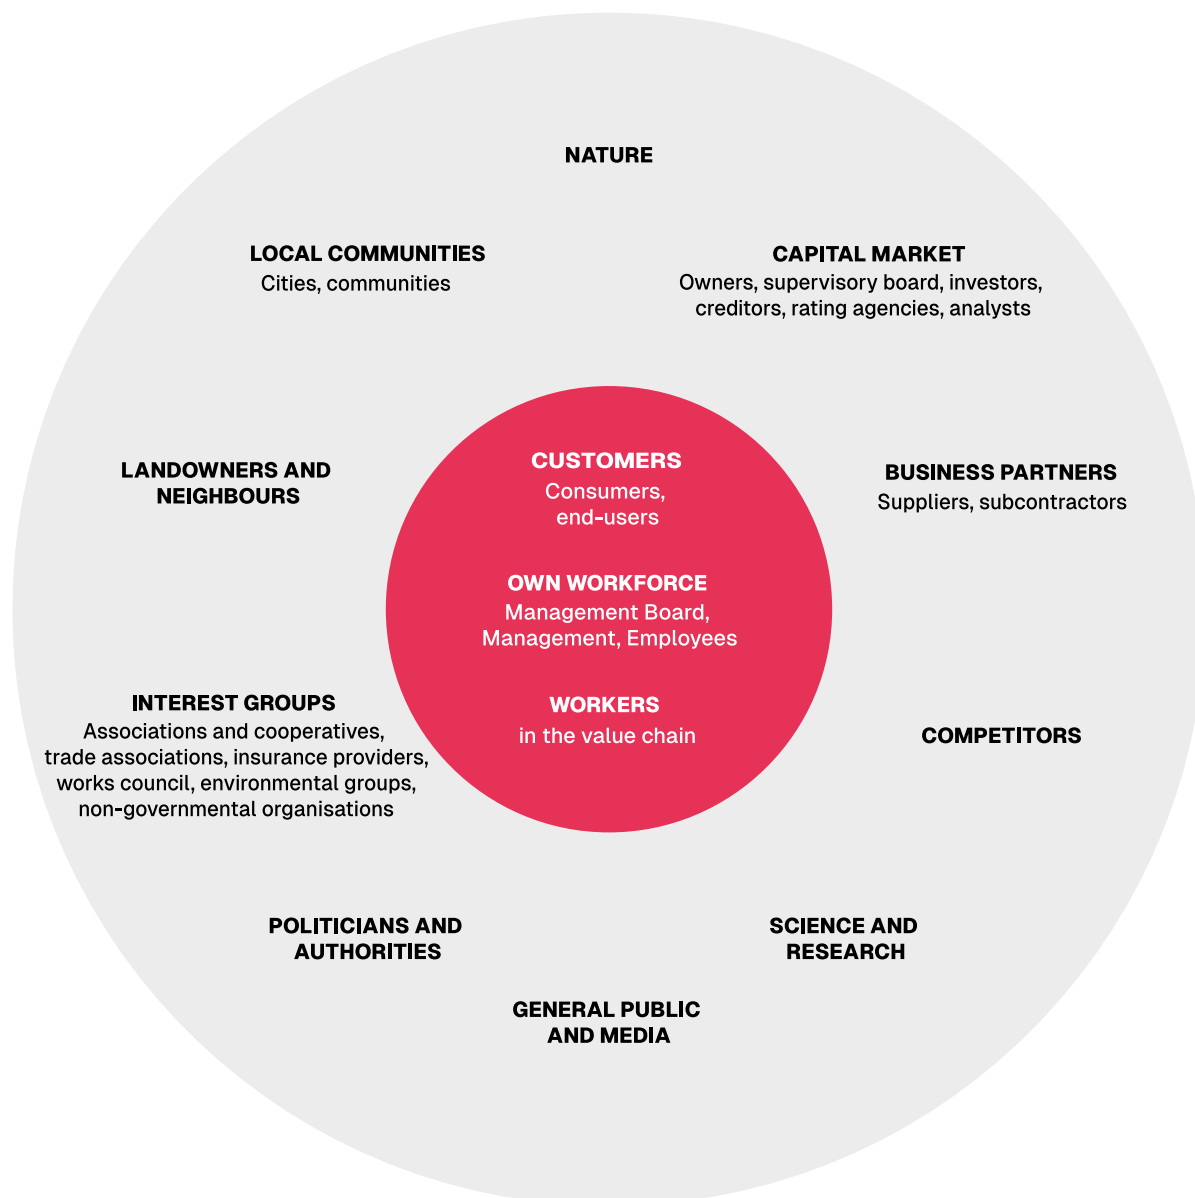 NATURE
LOCAL COMMUNITIES
Cities, communities
CAPITAL MARKET
Owners, supervisory board, investors,
creditors, rating agencies, analysts
LANDOWNERS AND
NEIGHBOURS
CUSTOMERS
Consumers,
end-users
BUSINESS PARTNERS
Suppliers, subcontractors
OWN WORKFORCE
Management Board,
Management, Employees
INTEREST GROUPS
Associations and cooperatives,
trade associations, insurance providers,
works council, environmental groups,
non-governmental organisations
WORKERS
in the value chain
COMPETITORS
POLITICIANS AND
AUTHORITIES
SCIENCE AND
RESEARCH
GENERAL PUBLIC
AND MEDIA